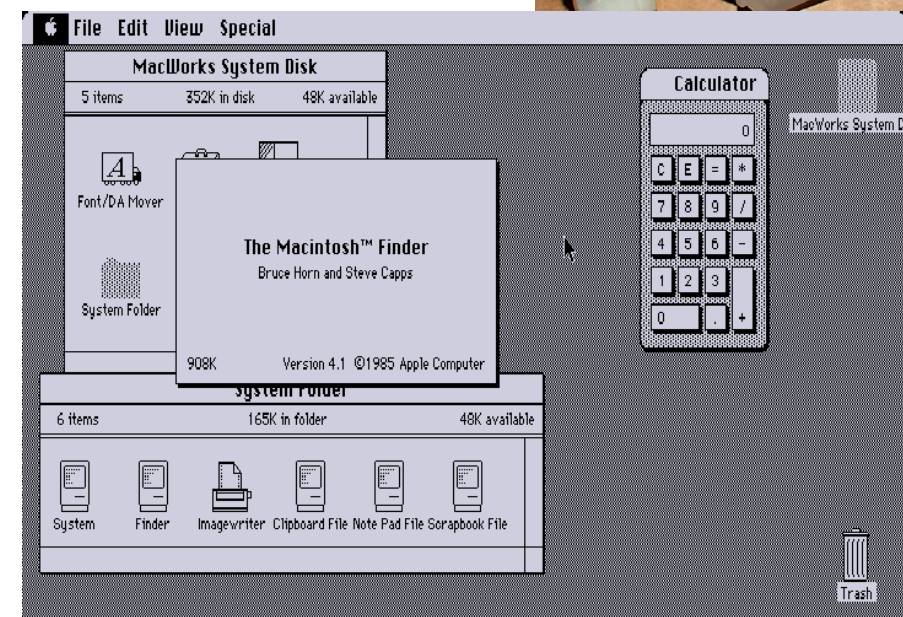 File Edit View Special
MacWorks System Disk
5 items 352K in disk 48K available
Font/DA Mover
System Folder
The Macintosh™ Finder
Bruce Horn and Steve Capps
908K Version 4.1 ©1985 Apple Computer
System Folder
6 items 165K in folder 48K available
System Finder Imagewriter Clipboard File Note Pad File Scrapbook File
Calculator
0
C E = *
7 8 9 /
4 5 6 -
1 2 3
0 . +
MacWorks System D
Trash